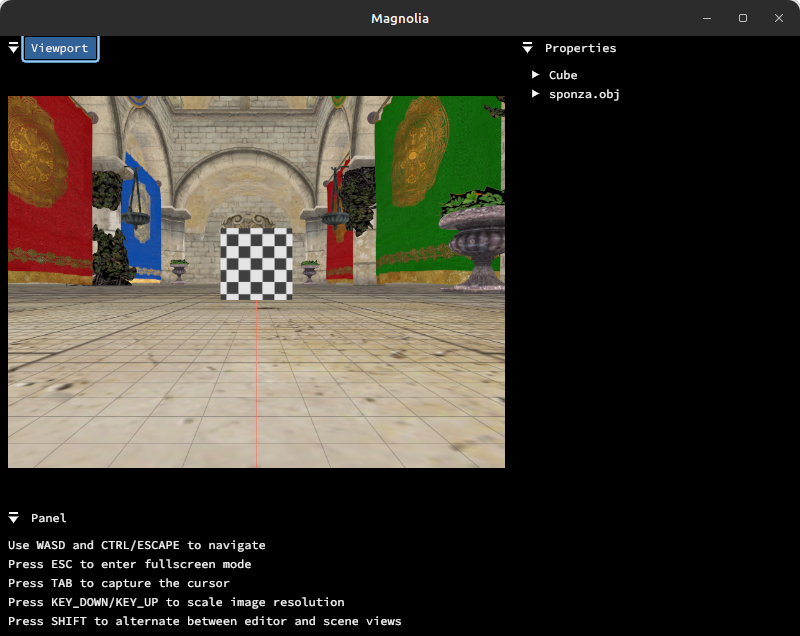 Magnolia
Viewport
Properties
Cube
sponza.obj
Panel
Use WASD and CTRL/ESCAPE to navigate
Press ESC to enter fullscreen mode
Press TAB to capture the cursor
Press KEY_DOWN/KEY_UP to scale image resolution
Press SHIFT to alternate between editor and scene views